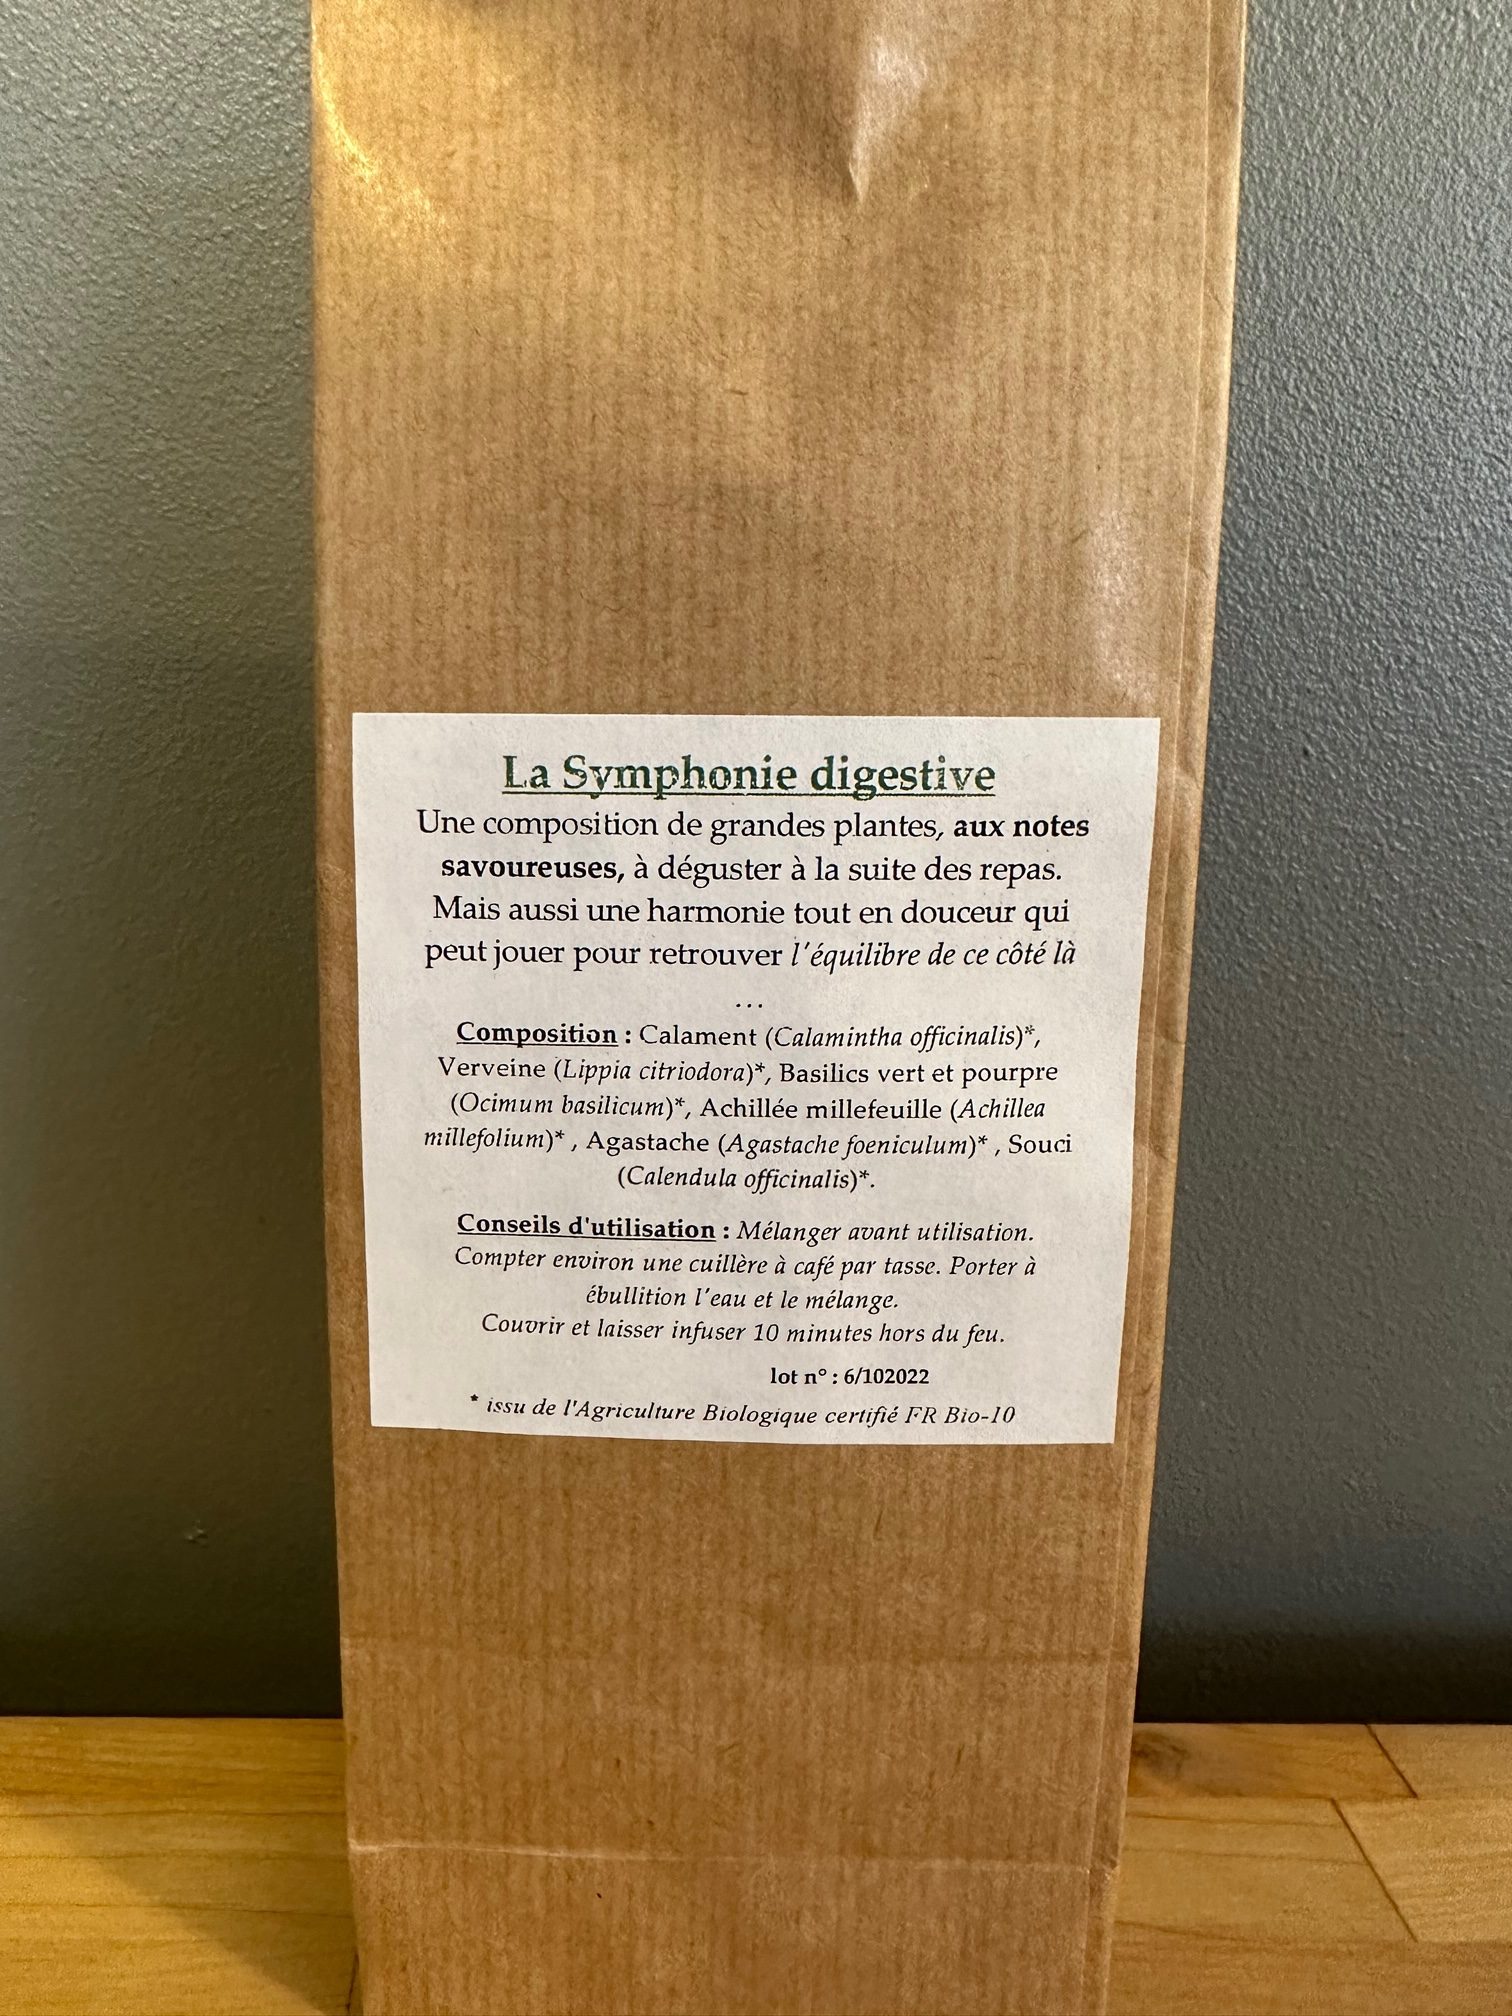 La Symphonie digestive
Une composition de grandes plantes, aux notes
savoureuses, à déguster à la suite des repas.
Mais aussi une harmonie tout en douceur qui
peut jouer pour retrouver l'équilibre de ce côté là
...
Composition : Calament (Calamintha officinalis)*,
Verveine (Lippia citriodora)*, Basilics vert et pourpre
(Ocimum basilicum)*, Achillée millefeuille (Achillea
millefolium)* , Agastache (Agastache foeniculum)* , Souci
(Calendula officinalis)*.
Conseils d'utilisation : Mélanger avant utilisation.
Compter environ une cuillère à café par tasse. Porter à
ébullition l'eau et le mélange.
Couvrir et laisser infuser 10 minutes hors du feu.
lot n° : 6/102022
* issu de l'Agriculture Biologique certifié FR Bio-10